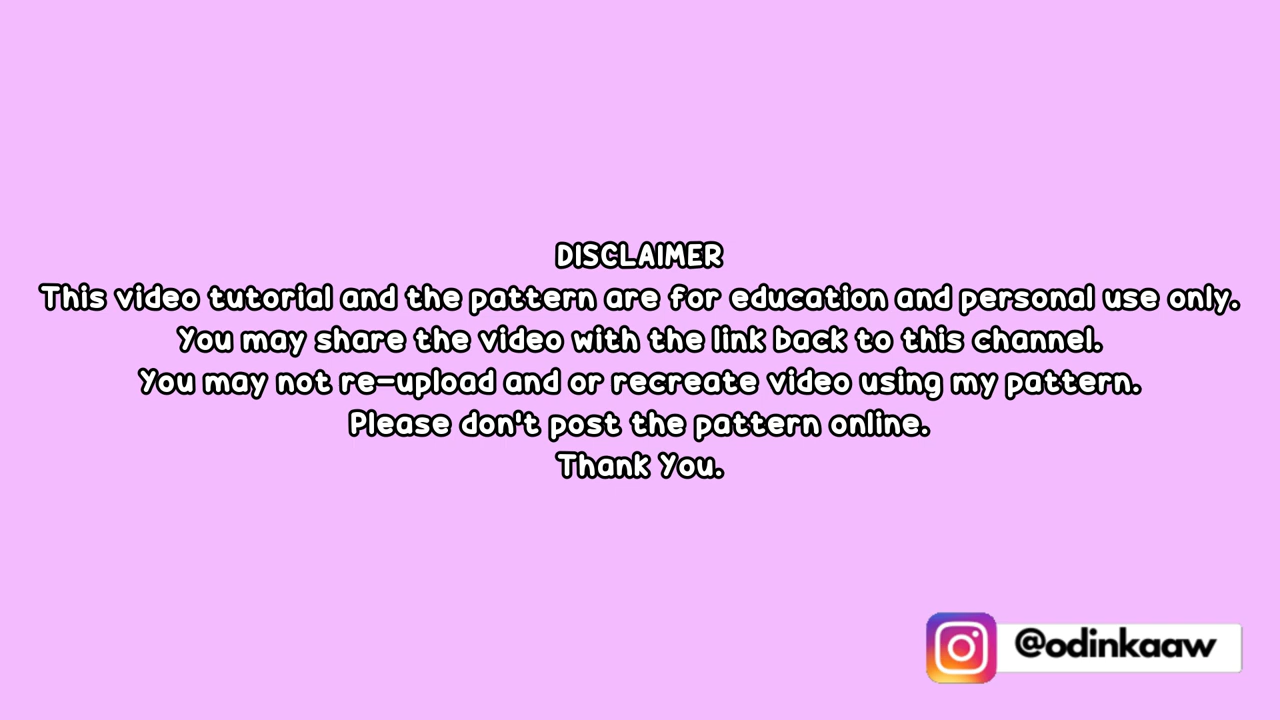 DISCLAIMER
This video tutorial and the pattern are for education and personal use only.
You may share the video with the link back to this channel.
You may not re-upload and or recreate video using my pattern.
Please don't post the pattern online.
Thank You.
@odinkaaw